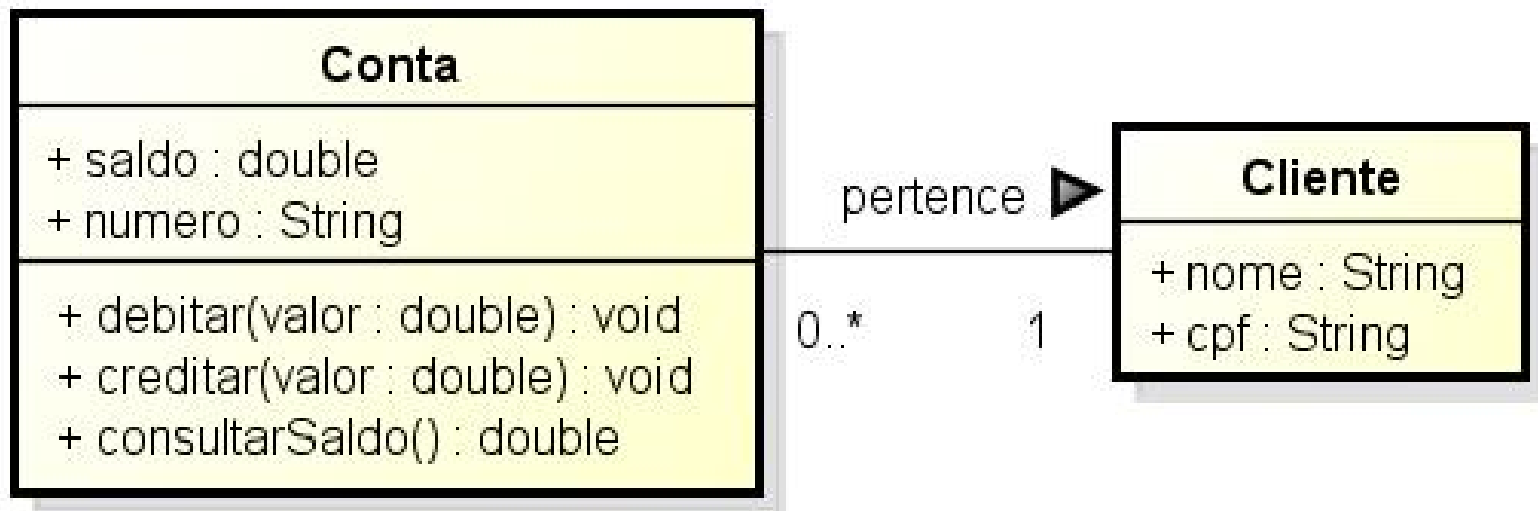 Conta
+ saldo : double
+ numero : String
+ debitar(valor : double) : void
+ creditar(valor : double) : void
+ consultarSaldo() : double
pertence
0..*
1
Cliente
+ nome : String
+ cpf : String